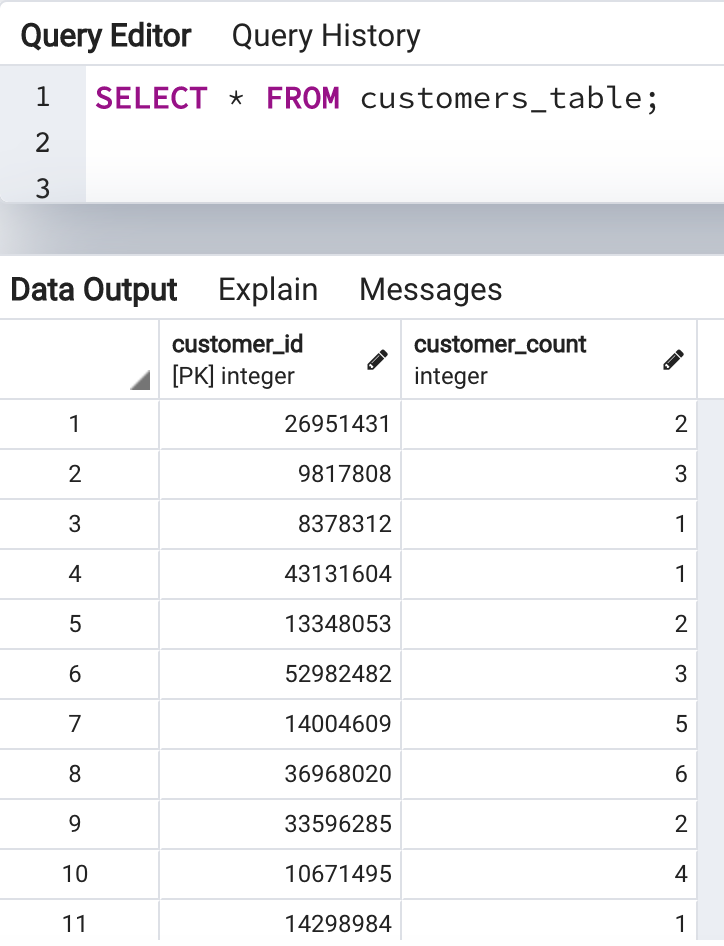 Query Editor Query History
1 SELECT * FROM customers_table;
2
3
Data Output Explain Messages
customer_id customer_count
[PK] integer integer
1 26951431 2
2 9817808 3
3 8378312 1
4 43131604 1
5 13348053 2
6 52982482 3
7 14004609 5
8 36968020 6
9 33596285 2
10 10671495 4
11 14298984 1